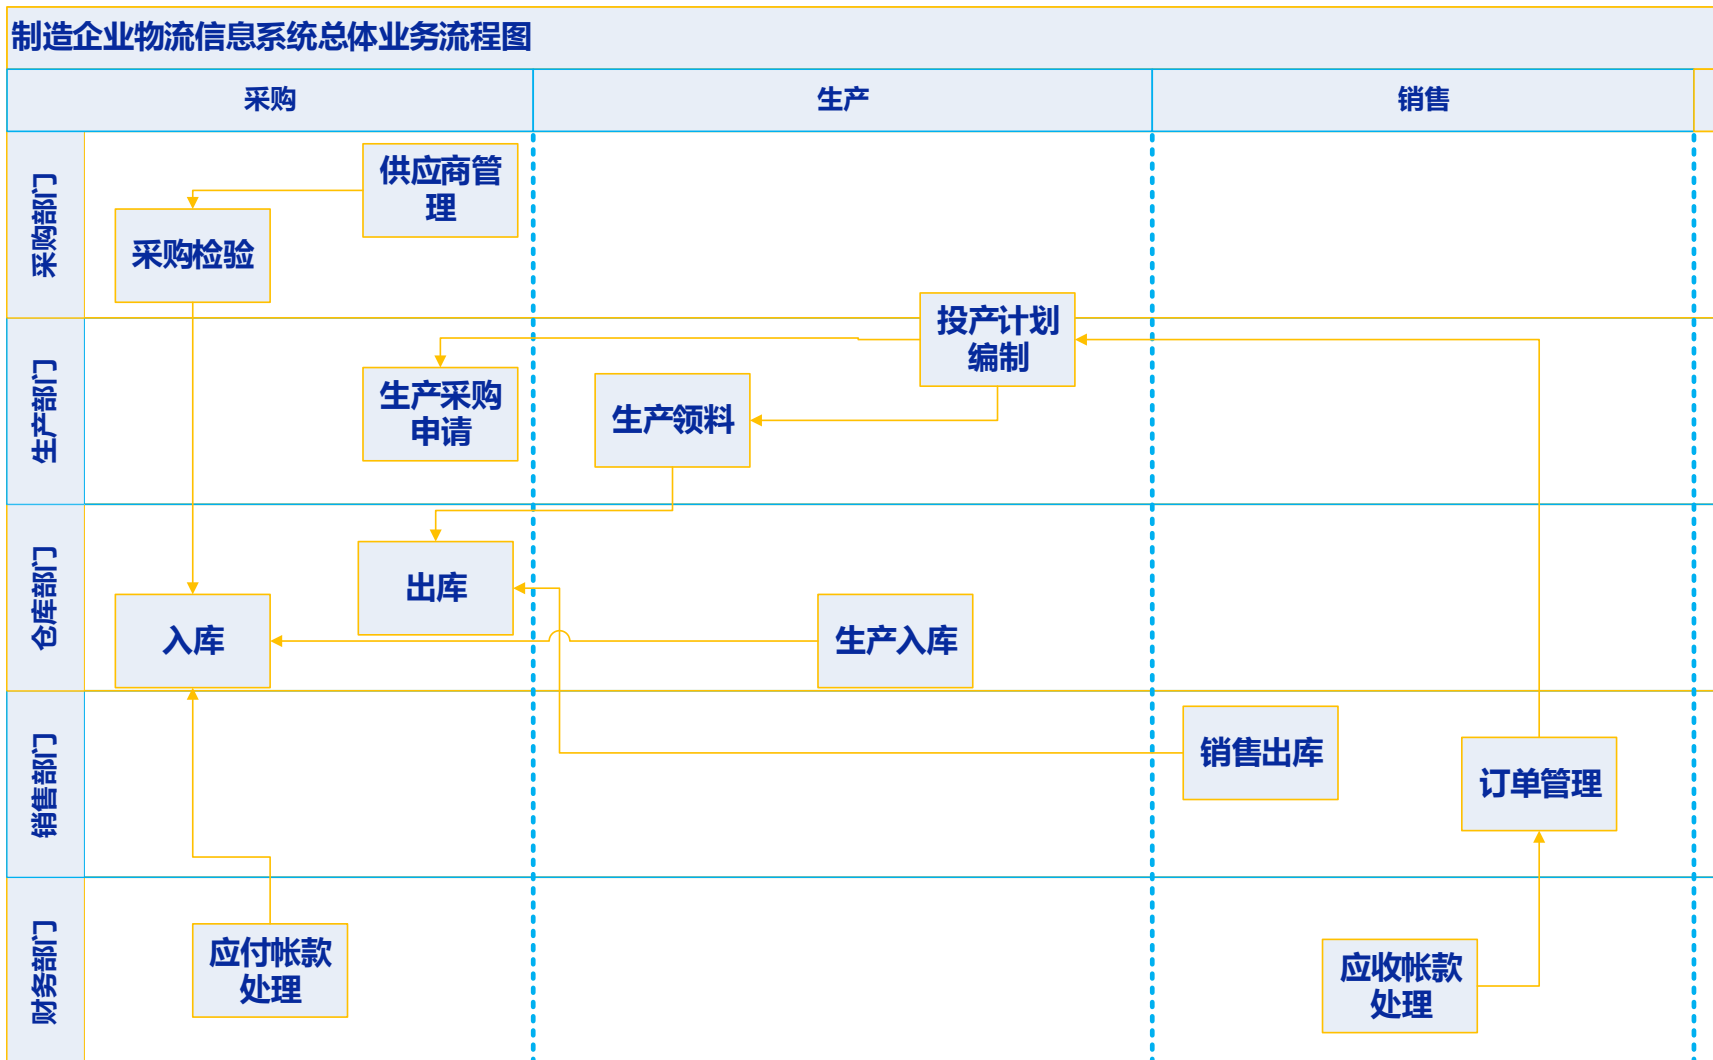 制造企业物流信息系统总体业务流程图
采购
生产
销售
采购部门
供应商管
理
采购检验
生产部门
投产计划
编制
生产采购
申请
生产领料
仓库部门
出库
入库
生产入库
销售部门
销售出库
订单管理
财务部门
应付帐款
处理
应收帐款
处理